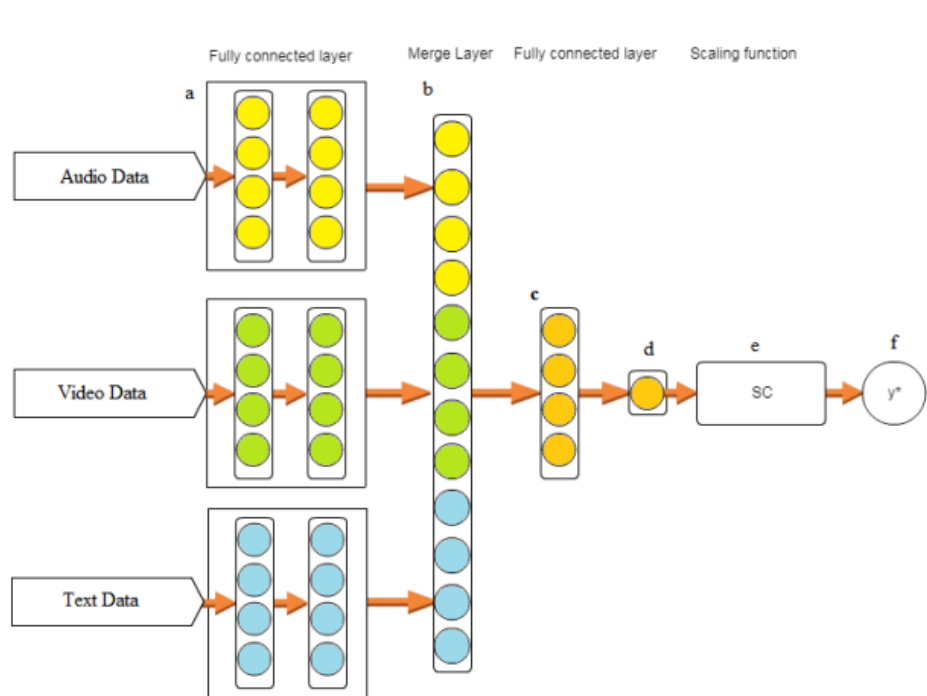 Fully connected layer
Merge Layer
Fully connected layer
Scaling function
a
b
Audio Data
c
d
e
f
Video Data
SC
y*
Text Data